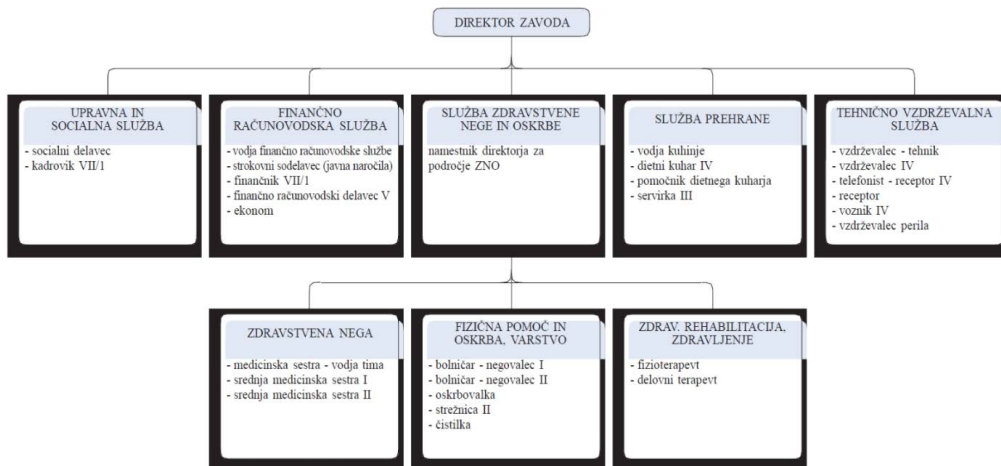 DIREKTOR ZAVODA
UPRAVNA IN
SOCIALNA SLUŽBA
- socialni delavec
- kadrovik VII/1
FINANČNO
RAČUNOVODSKA SLUŽBA
- vodja finančno računovodske službe
- strokovni sodelavec (javna naročila)
- finančnik VII/1
- finančno računovodski delavec V
- ekonom
SLUŽBA ZDRAVSTVENE
NEGE IN OSKRBE
namestnik direktorja za
področje ZNO
SLUŽBA PREHRANE
- vodja kuhinje
- dietni kuhar IV
- pomočnik dietnega kuharja
- servirka III
TEHNIČNO VZDRŽEVALNA
SLUŽBA
- vzdrževalec - tehnik
- vzdrževalec IV
- telefonist - receptor IV
- receptor
- voznik IV
- vzdrževalec perila
ZDRAVSTVENA NEGA
- medicinska sestra - vodja tima
- srednja medicinska sestra I
- srednja medicinska sestra II
FIZIČNA POMOČ IN
OSKRBA, VARSTVO
- bolničar - negovalec I
- bolničar - negovalec II
- oskrbovalka
- strežnica II
- čistilka
ZDRAV. REHABILITACIJA,
ZDRAVLJENJE
- fizioterapevt
- delovni terapevt